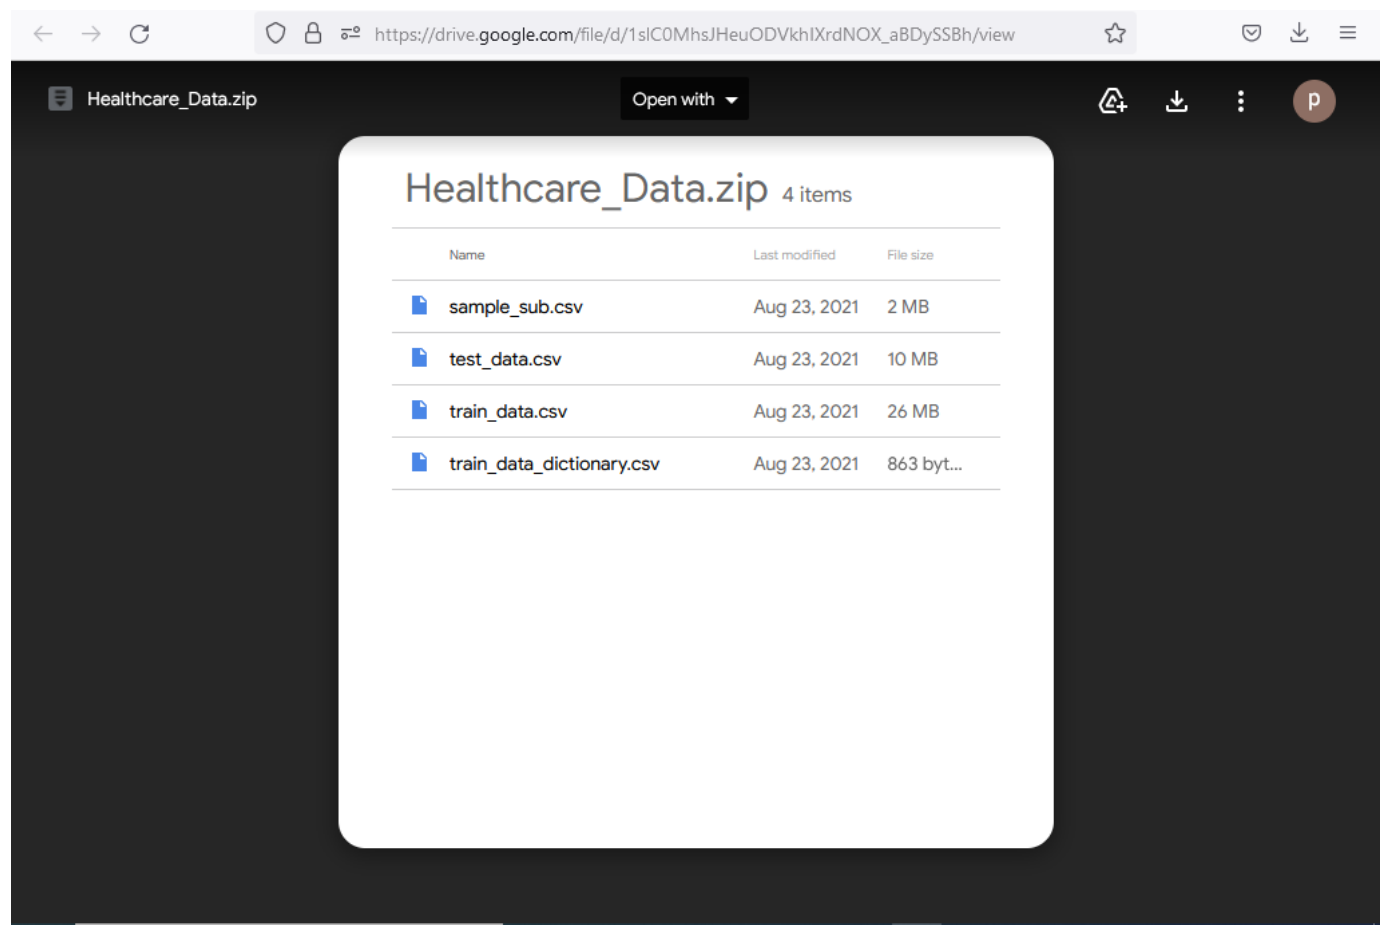 https://drive.google.com/file/d/1slC0MhsJHeuODVkhlXrdNOX_aBDySSBh/view
Healthcare_Data.zip
Open with
p
Healthcare_Data.zip 4 items
Name Last modified File size
sample_sub.csv Aug 23, 2021 2 MB
test_data.csv Aug 23, 2021 10 MB
train_data.csv Aug 23, 2021 26 MB
train_data_dictionary.csv Aug 23, 2021 863 byt...